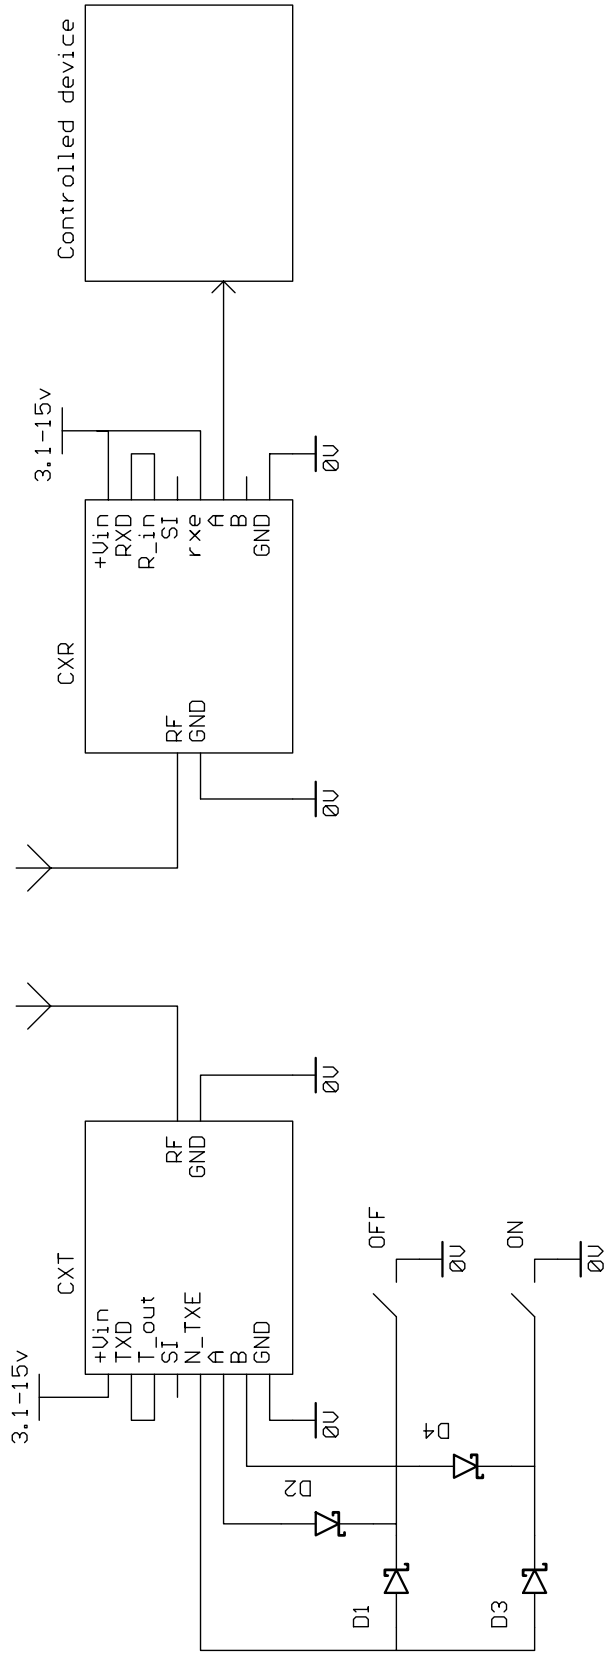 3.1-15v
CXT
+Vin
TXD
T_out
SI
N_TXE
A
B
GND
RF
GND
0V
0V
D2
D4
D1
D3
OFF
0V
ON
0V
3.1-15v
CXR
RF
GND
+Vin
RXD
R_in
SI
rxe
A
B
GND
0V
0V
Controlled device